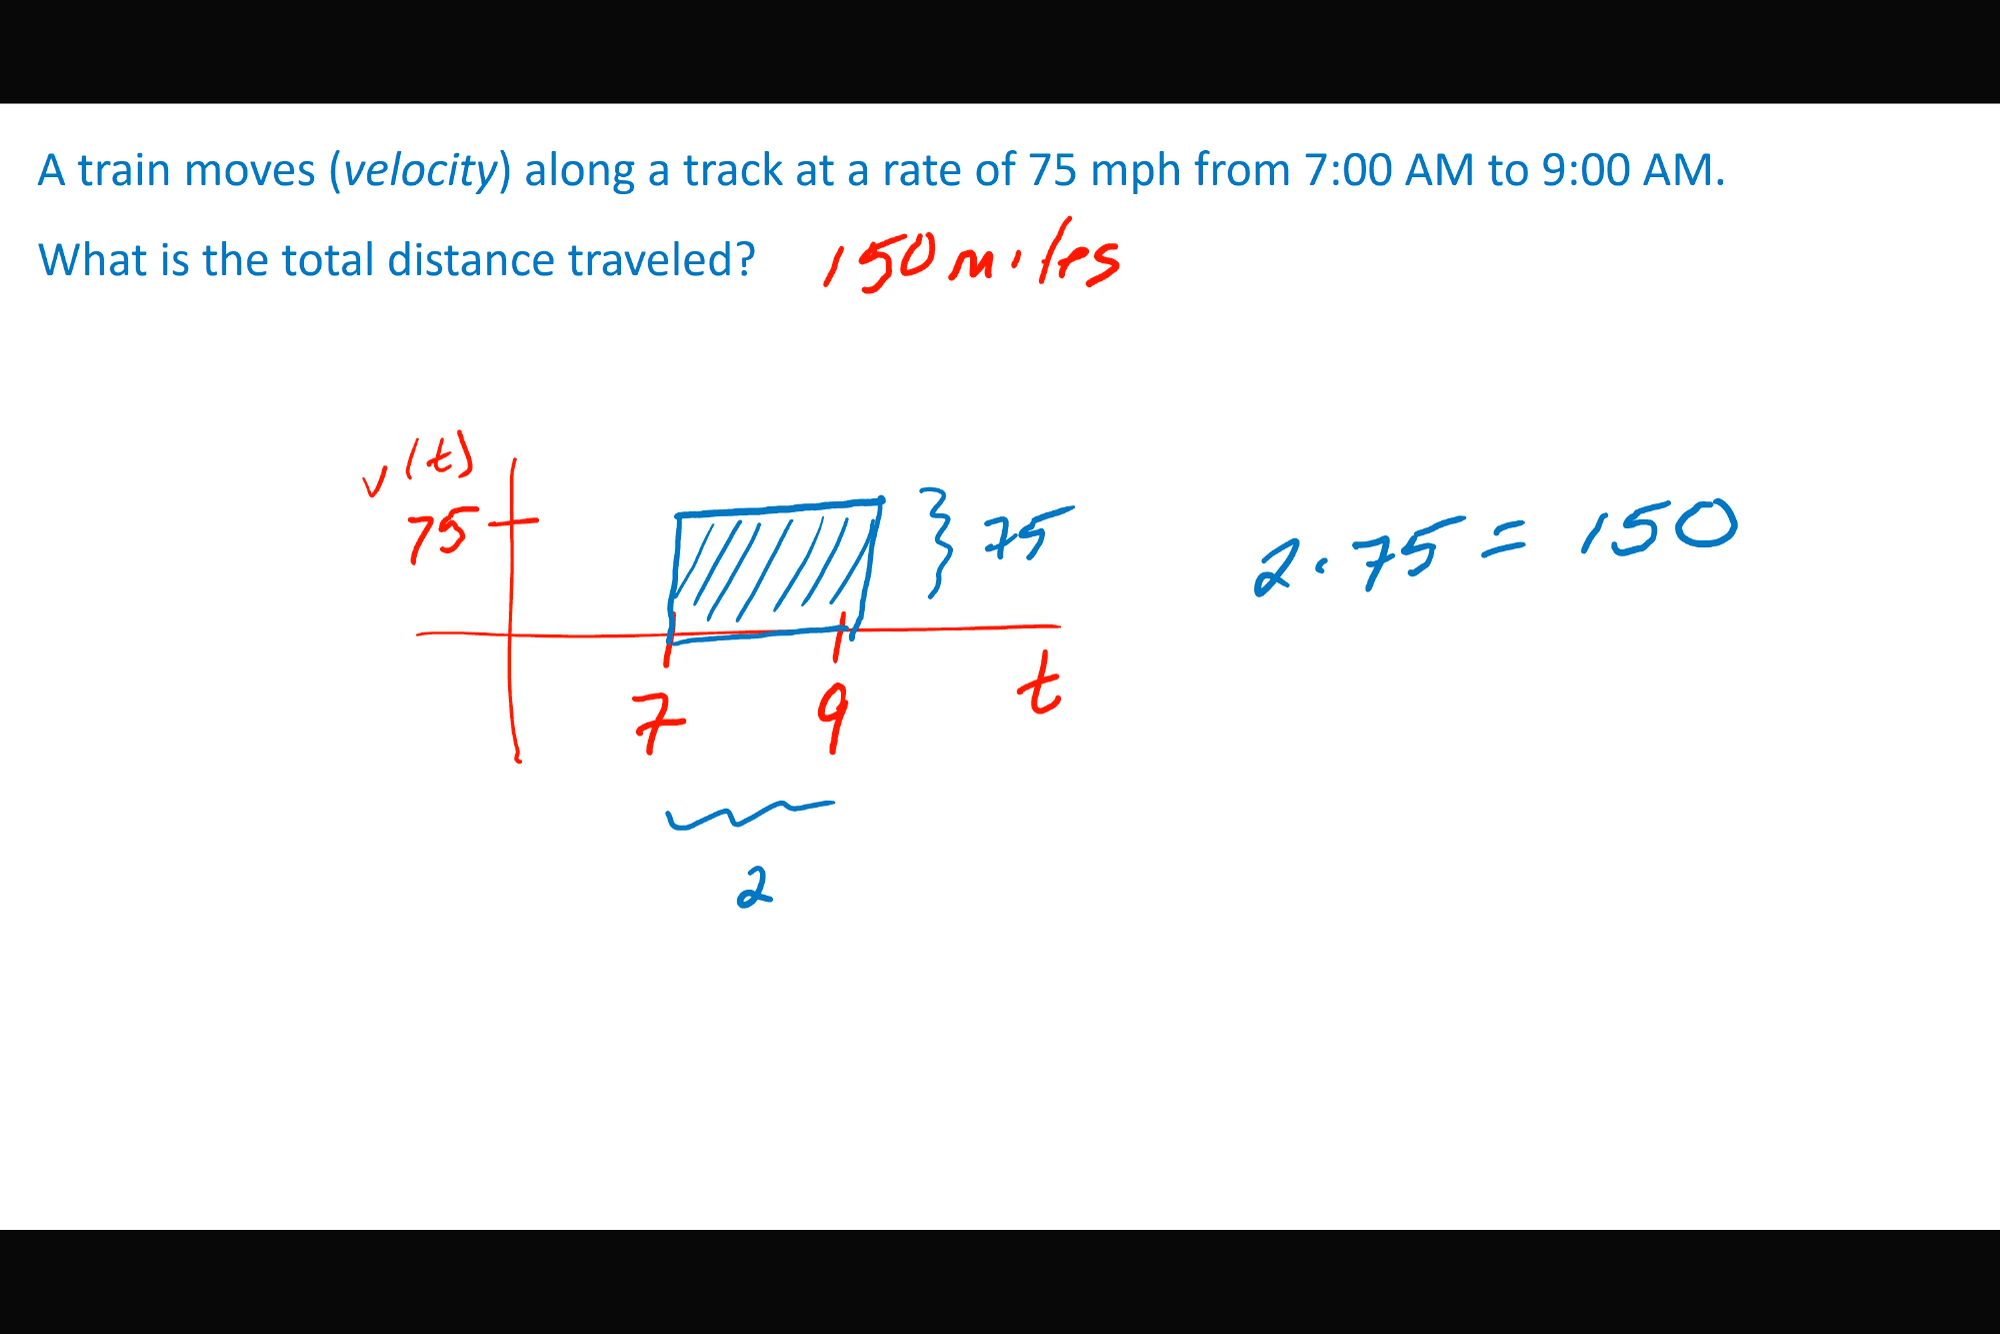 A train moves (velocity) along a track at a rate of 75 mph from 7:00 AM to 9:00 AM.
What is the total distance traveled? 150 miles
v(t)
75
} 75
2 · 75 = 150
7 9 t
2